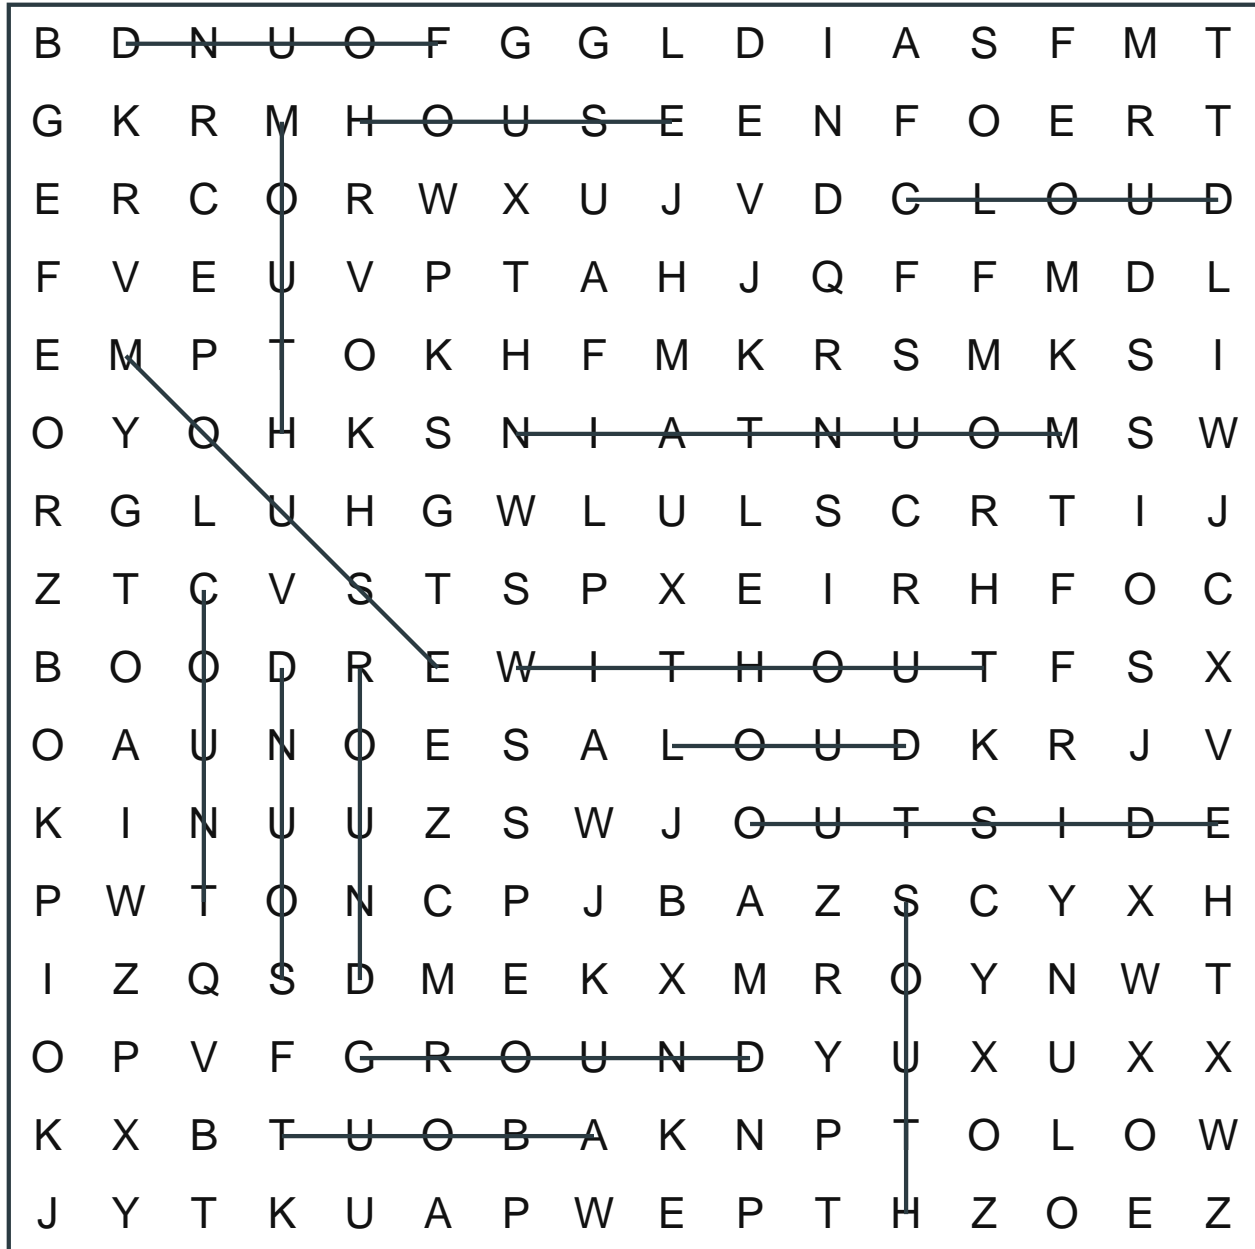 B D N U O F G G L D I A S F M T
G K R M H O U S E E N F O E R T
E R C O R W X U J V D C L O U D
F V E U V P T A H J Q F F M D L
E M P T O K H F M K R S M K S I
O Y O H K S N I A T N U O M S W
R G L U H G W L U L S C R T I J
Z T C V S T S P X E I R H F O C
B O O D R E W I T H O U T F S X
O A U N O E S A L O U D K R J V
K I N U U Z S W J O U T S I D E
P W T O N C P J B A Z S C Y X H
I Z Q S D M E K X M R O Y N W T
O P V F G R O U N D Y U X U X X
K X B T U O B A K N P T O L O W
J Y T K U A P W E P T H Z O E Z